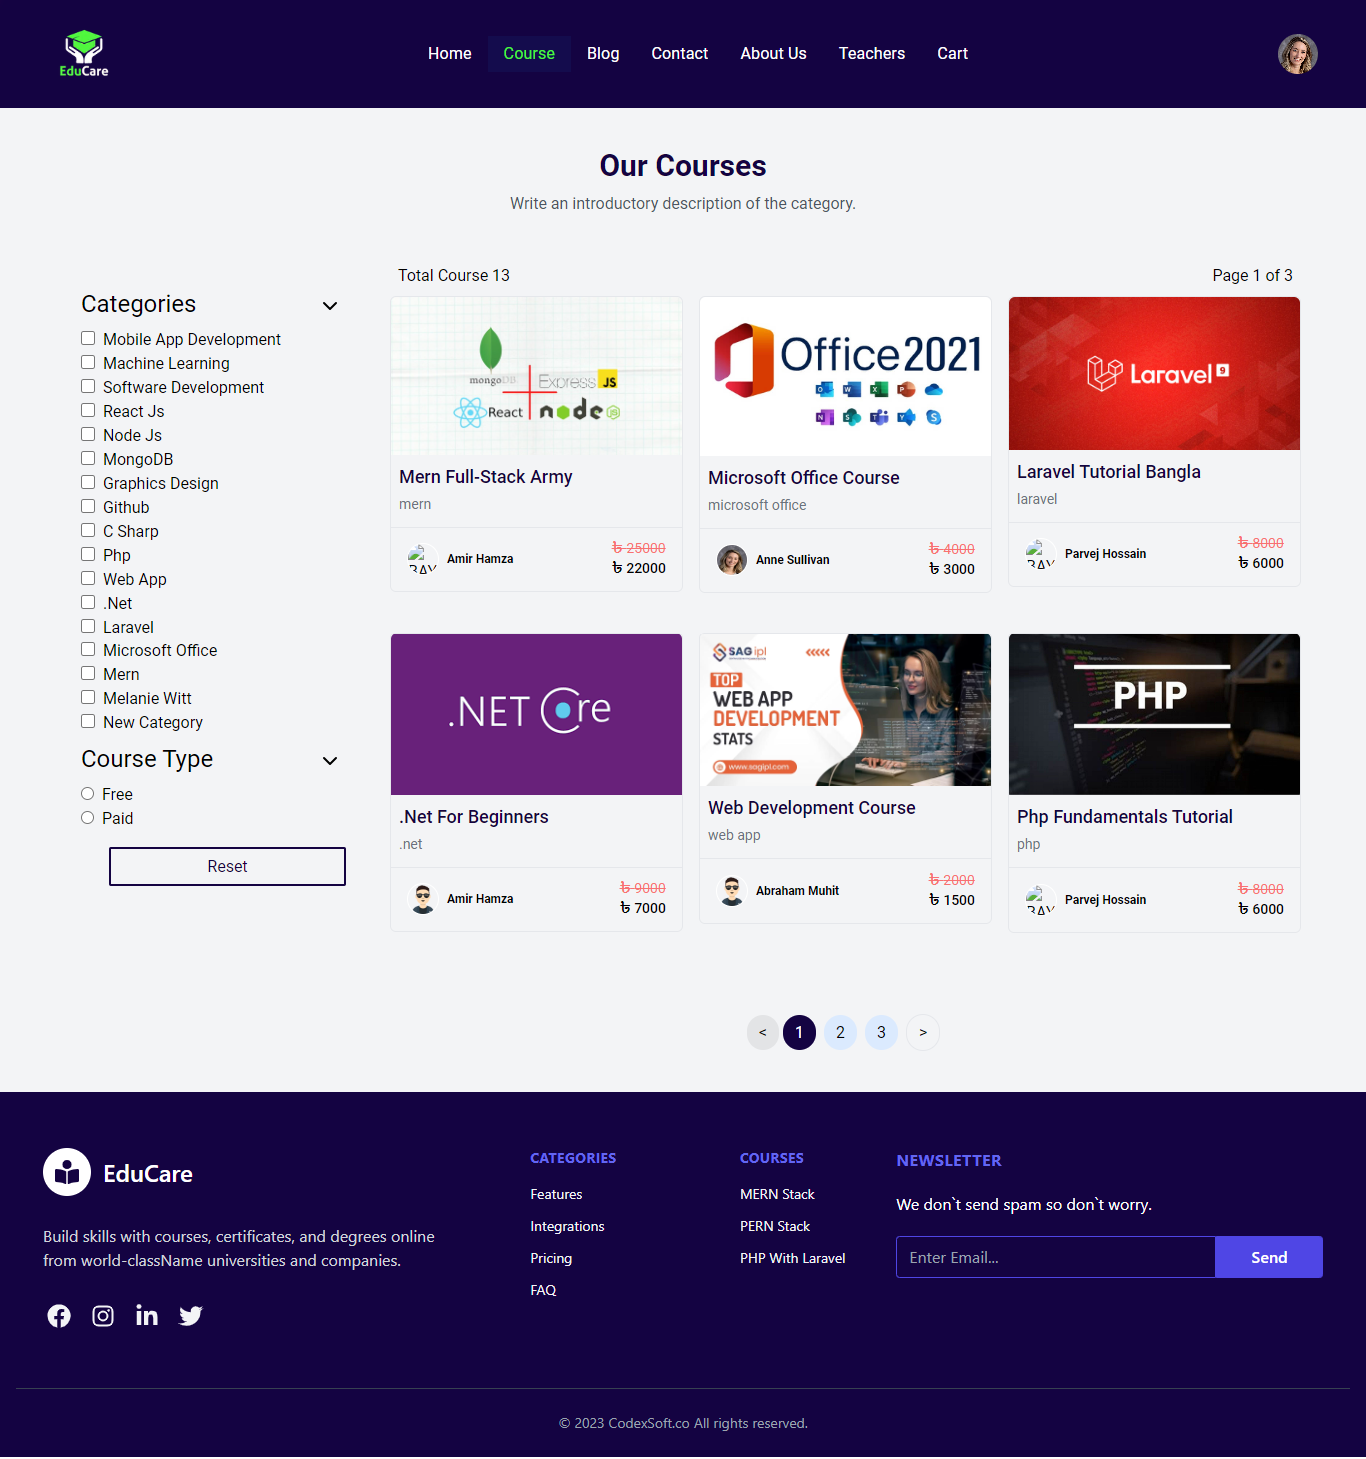 EduCare
Home Course Blog Contact About Us Teachers Cart
Our Courses
Write an introductory description of the category.
Total Course 13
Page 1 of 3
Categories
Mobile App Development
Machine Learning
Software Development
React Js
Node Js
MongoDB
Graphics Design
Github
C Sharp
Php
Web App
.Net
Laravel
Microsoft Office
Mern
Melanie Witt
New Category
Course Type
Free
Paid
Reset
mongoDB
Express JS
React
node JS
Mern Full-Stack Army
mern
Amir Hamza
৳ 25000
৳ 22000
Office 2021
Microsoft Office Course
microsoft office
Anne Sullivan
৳ 4000
৳ 3000
Laravel 9
Laravel Tutorial Bangla
laravel
Parvej Hossain
৳ 8000
৳ 6000
.NET Core
.Net For Beginners
.net
Amir Hamza
৳ 9000
৳ 7000
SAG ipl
TOP
WEB APP
DEVELOPMENT
STATS
www.sagipl.com
Web Development Course
web app
Abraham Muhit
৳ 2000
৳ 1500
PHP
Php Fundamentals Tutorial
php
Parvej Hossain
৳ 8000
৳ 6000
< 1 2 3 >
EduCare
Build skills with courses, certificates, and degrees online
from world-className universities and companies.
CATEGORIES
Features
Integrations
Pricing
FAQ
COURSES
MERN Stack
PERN Stack
PHP With Laravel
NEWSLETTER
We don`t send spam so don`t worry.
Enter Email...
Send
© 2023 CodexSoft.co All rights reserved.